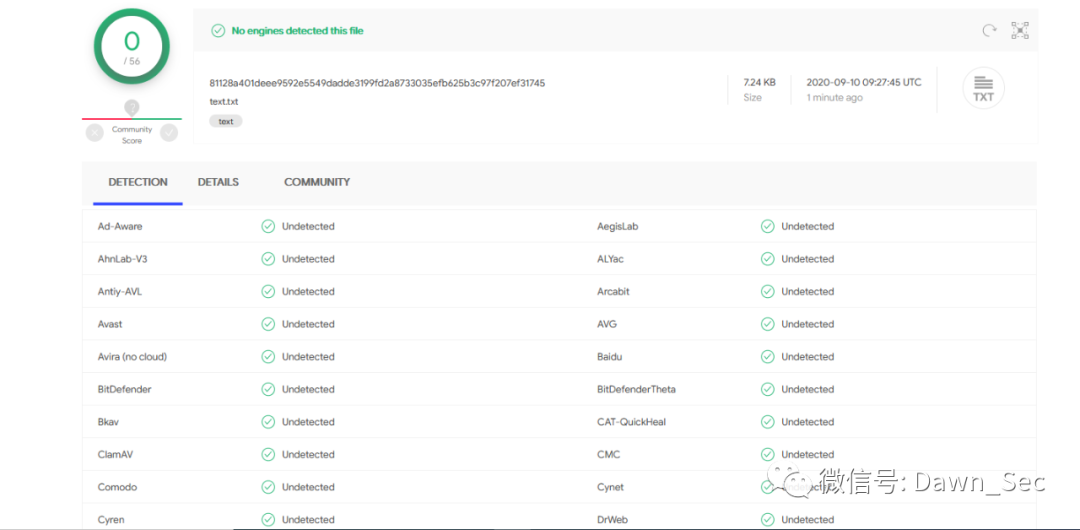 0
/ 56
?
Community
Score
No engines detected this file
81128a401deee9592e5549dadde3199fd2a8733035efb625b3c97f207ef31745
text.txt
text
7.24 KB
Size
2020-09-10 09:27:45 UTC
1 minute ago
TXT
DETECTION DETAILS COMMUNITY
Ad-Aware Undetected AegisLab Undetected
AhnLab-V3 Undetected ALYac Undetected
Antiy-AVL Undetected Arcabit Undetected
Avast Undetected AVG Undetected
Avira (no cloud) Undetected Baidu Undetected
BitDefender Undetected BitDefenderTheta Undetected
Bkav Undetected CAT-QuickHeal Undetected
ClamAV Undetected CMC Undetected
Comodo Undetected Cynet Undetected
微信号: Dawn_Sec
Cyren Undetected DrWeb Undetected